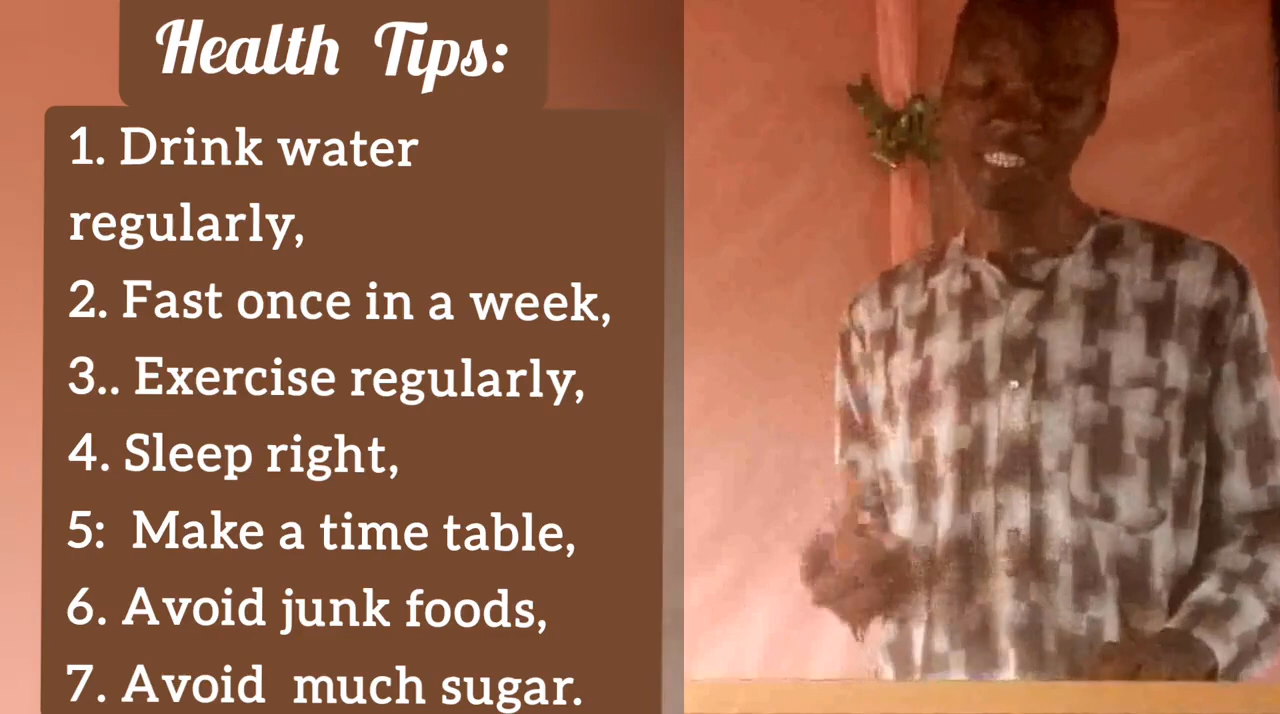 Health Tips:
1. Drink water
regularly,
2. Fast once in a week,
3.. Exercise regularly,
4. Sleep right,
5: Make a time table,
6. Avoid junk foods,
7. Avoid much sugar.